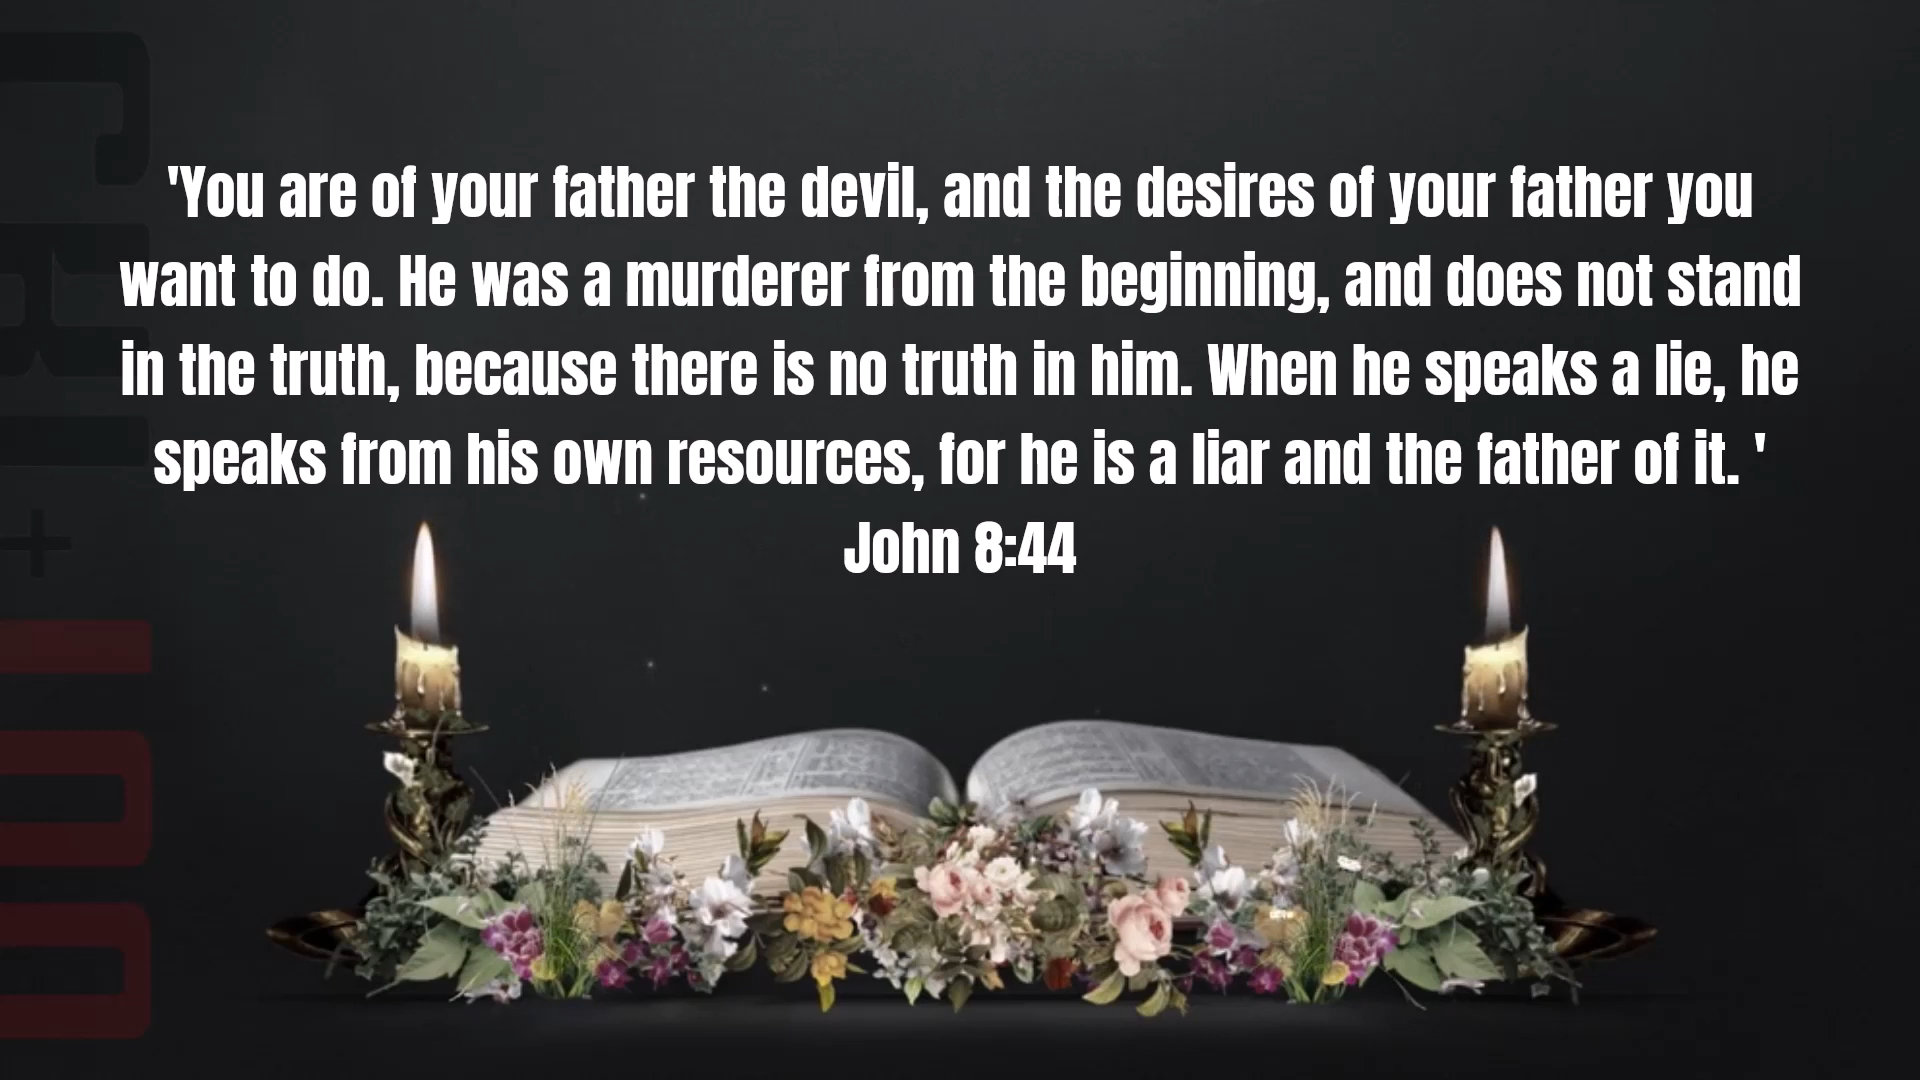 'You are of your father the devil, and the desires of your father you
want to do. He was a murderer from the beginning, and does not stand
in the truth, because there is no truth in him. When he speaks a lie, he
speaks from his own resources, for he is a liar and the father of it. '
John 8:44